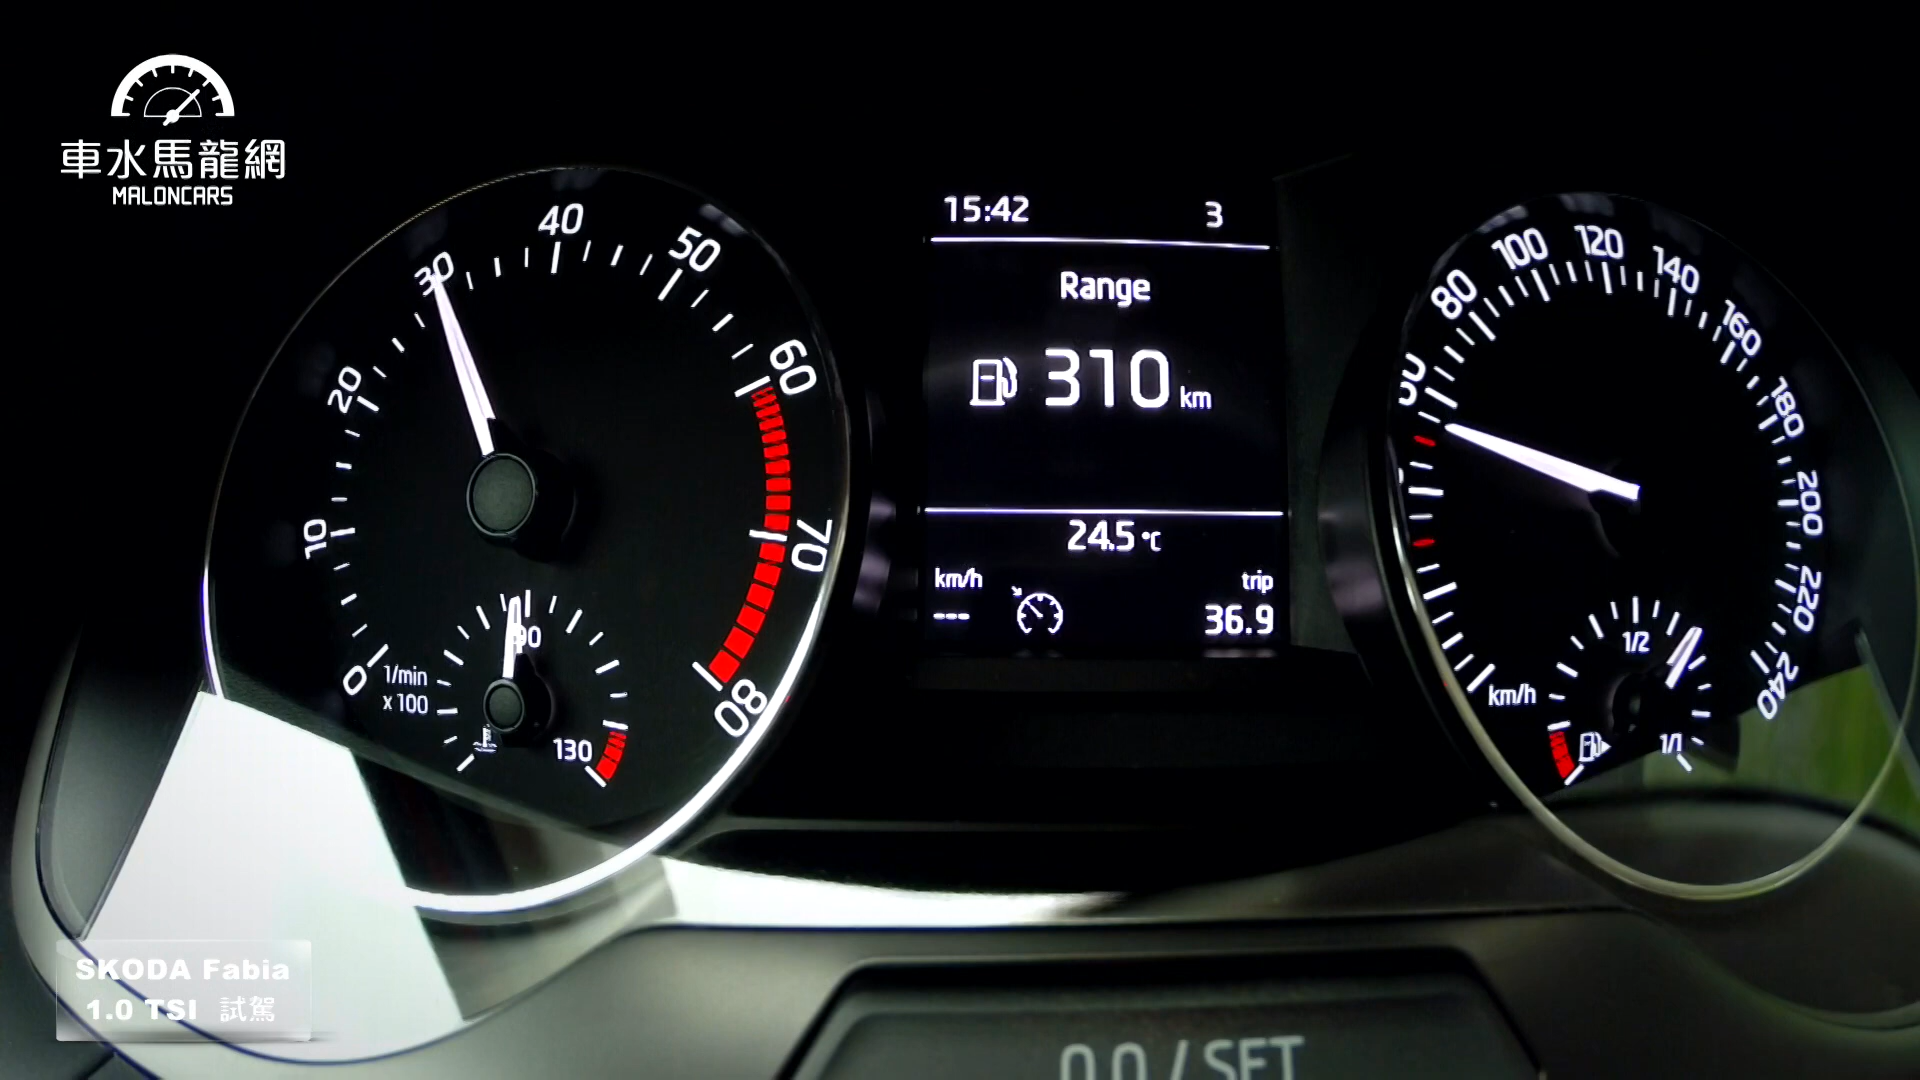 車水馬龍網
MALONCARS
15:42 3
Range
310 km
24.5 °C
km/h trip
--- 36.9
0 10 20 30 40 50 60 70 80
1/min
x 100
90
130
80 100 120 140 160 180 200 220 240
km/h
1/2
1/1
SKODA Fabia
1.0 TSI 試駕
0.0 / SET